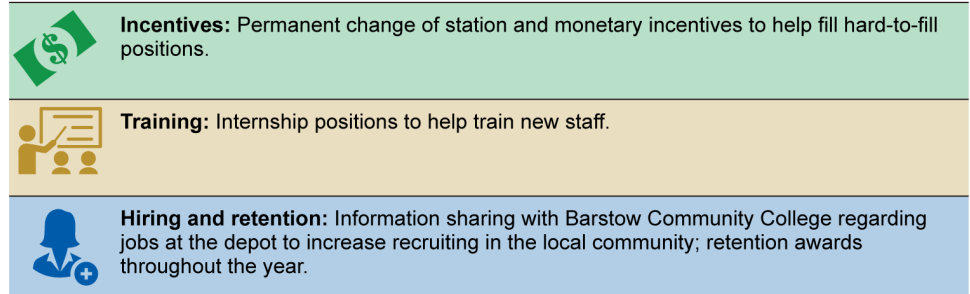 Incentives: Permanent change of station and monetary incentives to help fill hard-to-fill
positions.
Training: Internship positions to help train new staff.
Hiring and retention: Information sharing with Barstow Community College regarding
jobs at the depot to increase recruiting in the local community; retention awards
throughout the year.